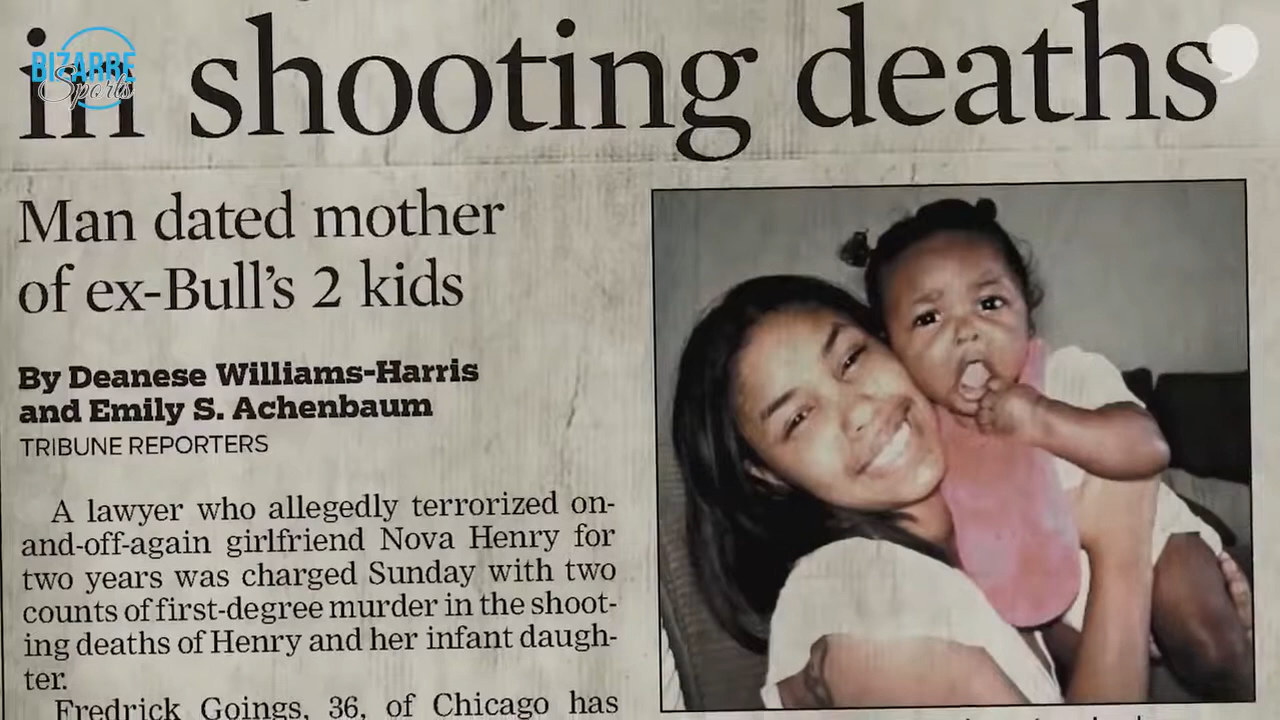 BIZARRE
Sports
in shooting deaths
Man dated mother
of ex-Bull's 2 kids
By Deanese Williams-Harris
and Emily S. Achenbaum
TRIBUNE REPORTERS
A lawyer who allegedly terrorized on-
and-off-again girlfriend Nova Henry for
two years was charged Sunday with two
counts of first-degree murder in the shoot-
ing deaths of Henry and her infant daugh-
ter.
Fredrick Goings, 36, of Chicago has